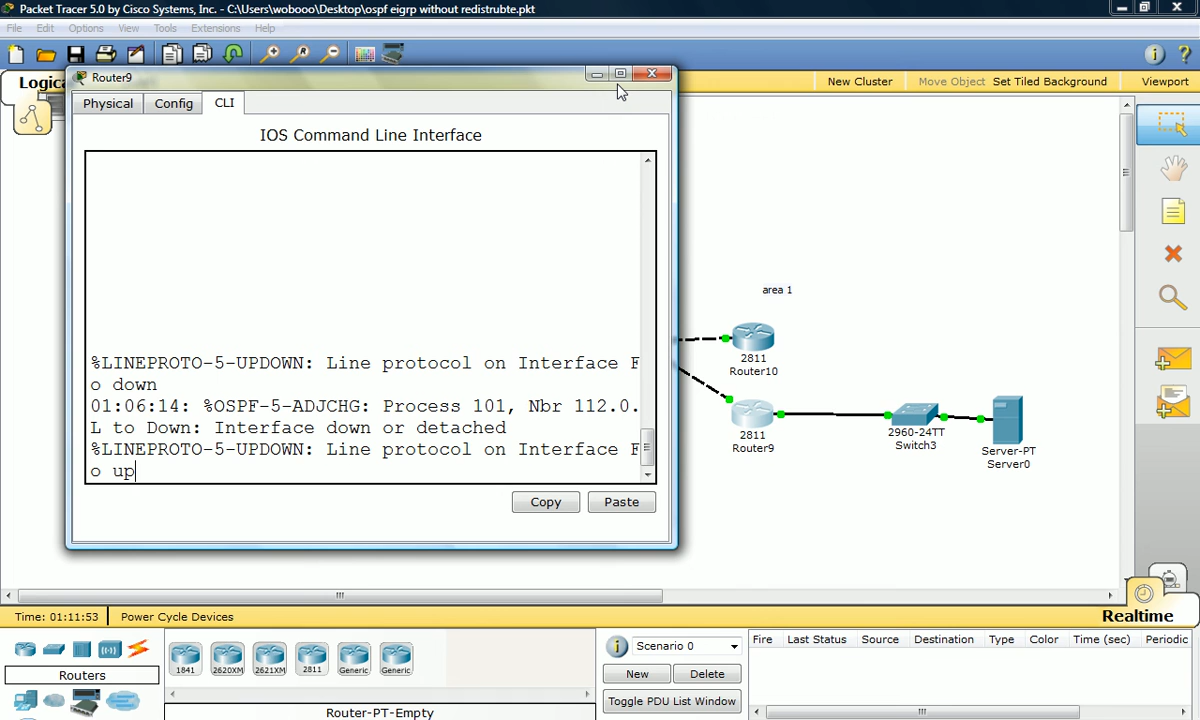 Packet Tracer 5.0 by Cisco Systems, Inc. - C:\Users\wobooo\Desktop\ospf eigrp without redistrubte.pkt
File Edit Options View Tools Extensions Help
Logica
New Cluster Move Object Set Tiled Background Viewport
Router9
Physical Config CLI
IOS Command Line Interface
%LINEPROTO-5-UPDOWN: Line protocol on Interface F
o down
01:06:14: %OSPF-5-ADJCHG: Process 101, Nbr 112.0.
L to Down: Interface down or detached
%LINEPROTO-5-UPDOWN: Line protocol on Interface F
o up
Copy Paste
area 1
2811
Router10
2811
Router9
2960-24TT
Switch3
Server-PT
Server0
Time: 01:11:53 Power Cycle Devices
Realtime
Routers
1841 2620XM 2621XM 2811 Generic Generic
Router-PT-Empty
Scenario 0
New Delete
Toggle PDU List Window
Fire Last Status Source Destination Type Color Time (sec) Periodic